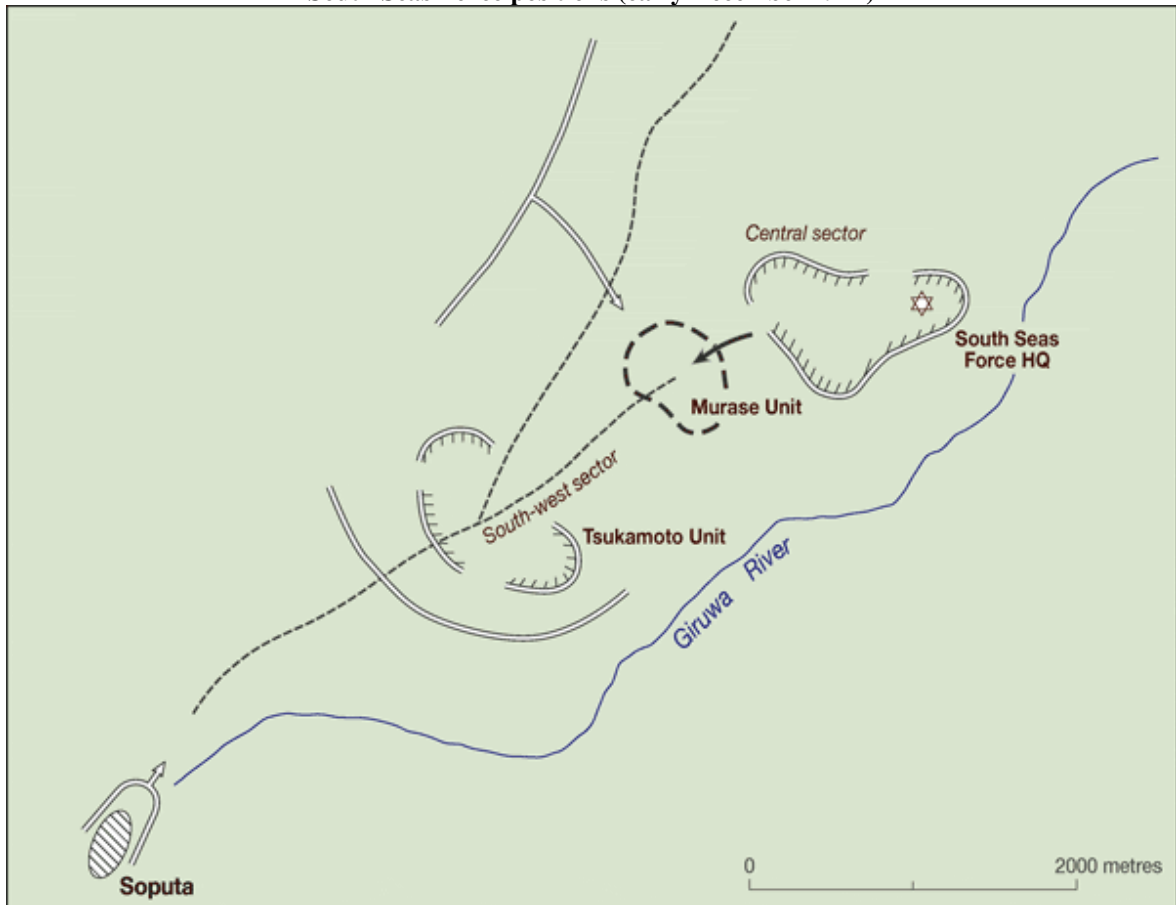 Central sector
South Seas
Force HQ
Murase Unit
South-west sector
Tsukamoto Unit
Giruwa River
Soputa
0 2000 metres